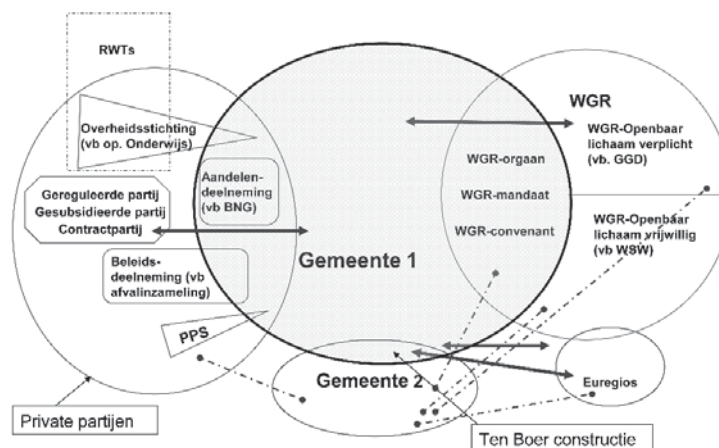 RWTs
Overheidsstichting
(vb op. Onderwijs)
Gereguleerde partij
Gesubsidieerde partij
Contractpartij
Aandelen-
deelneming
(vb BNG)
Beleids-
deelneming (vb
afvalinzameling)
PPS
Private partijen
Gemeente 1
Gemeente 2
WGR
WGR-Openbaar
lichaam verplicht
(vb. GGD)
WGR-orgaan
WGR-mandaat
WGR-convenant
WGR-Openbaar
lichaam vrijwillig
(vb WSW)
Euregios
Ten Boer constructie